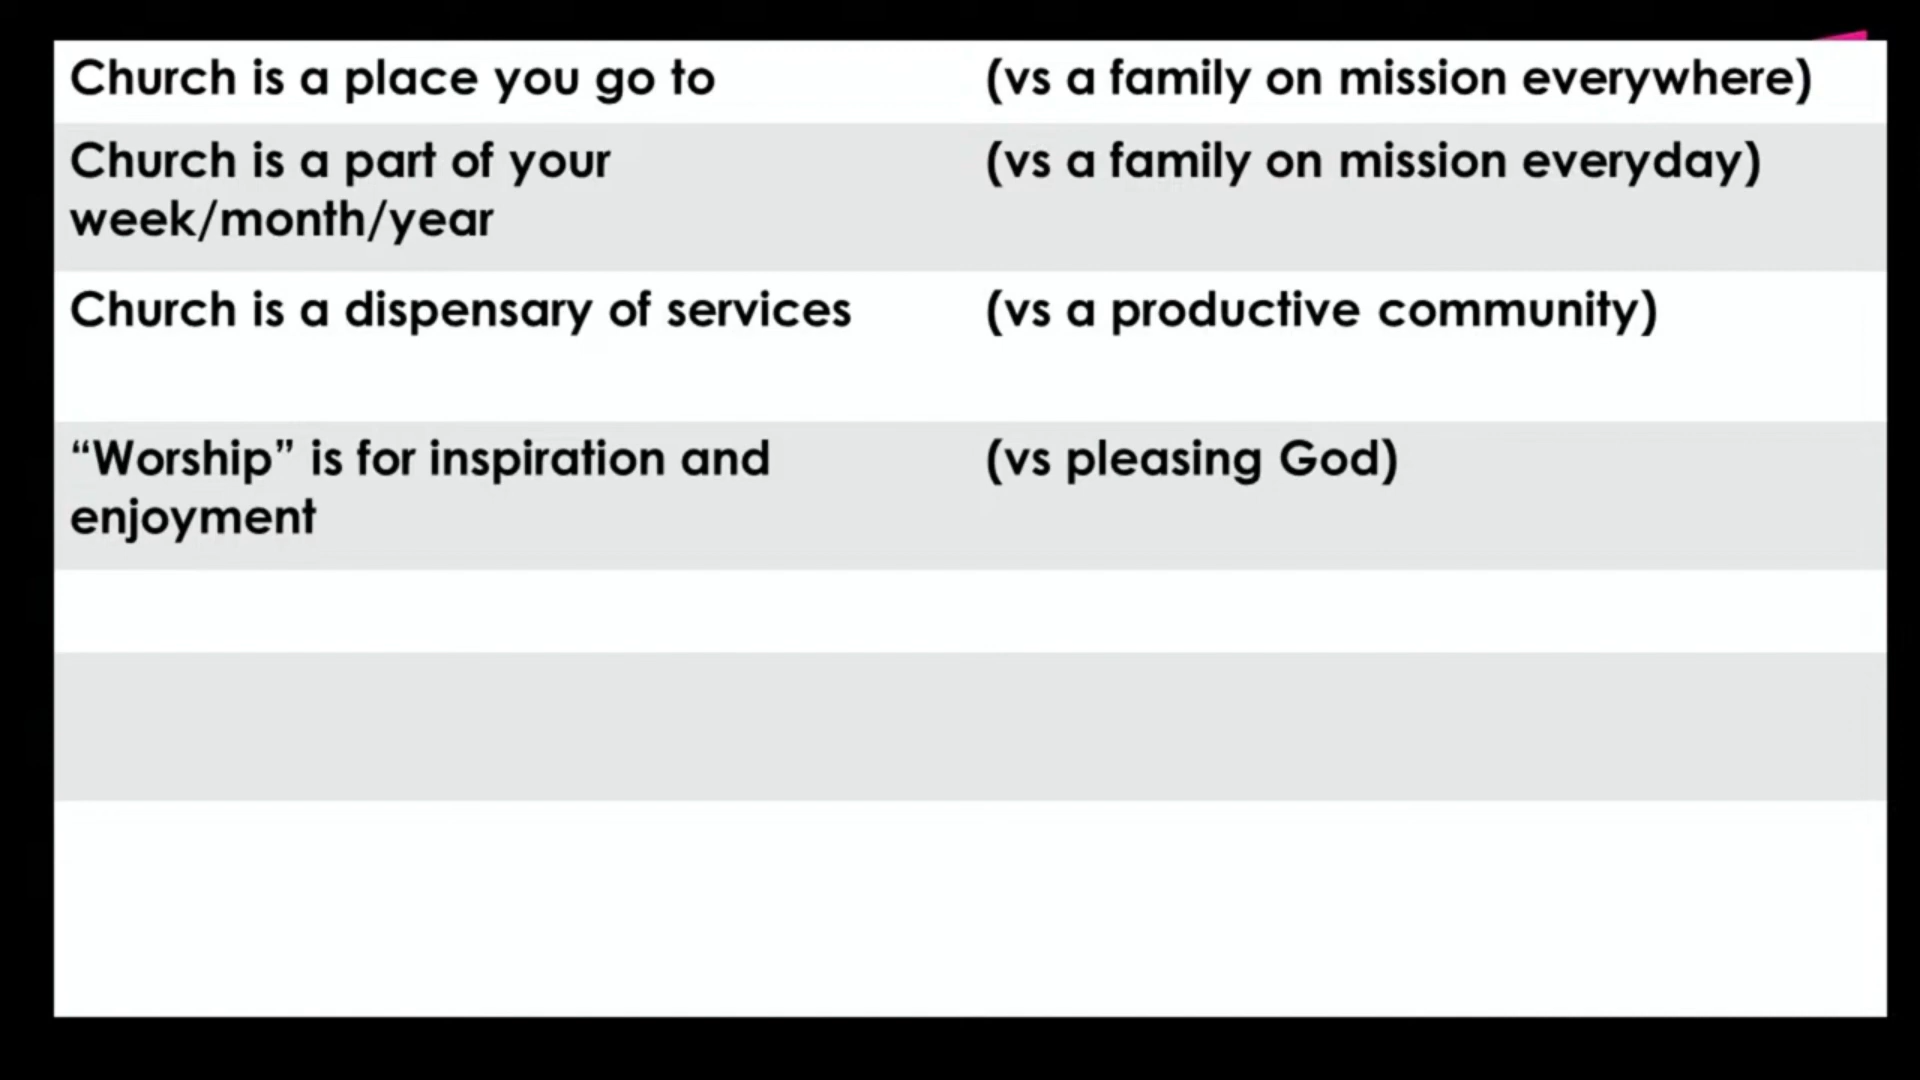 Church is a place you go to (vs a family on mission everywhere)
Church is a part of your (vs a family on mission everyday)
week/month/year
Church is a dispensary of services (vs a productive community)
“Worship” is for inspiration and (vs pleasing God)
enjoyment